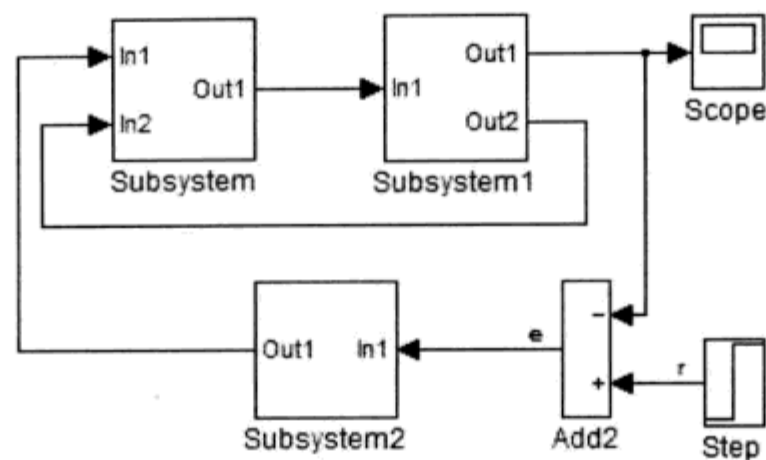 In1
In2
Out1
Subsystem
In1
Out1
Out2
Subsystem1
Scope
Out1
In1
Subsystem2
e
−
+
Add2
r
Step